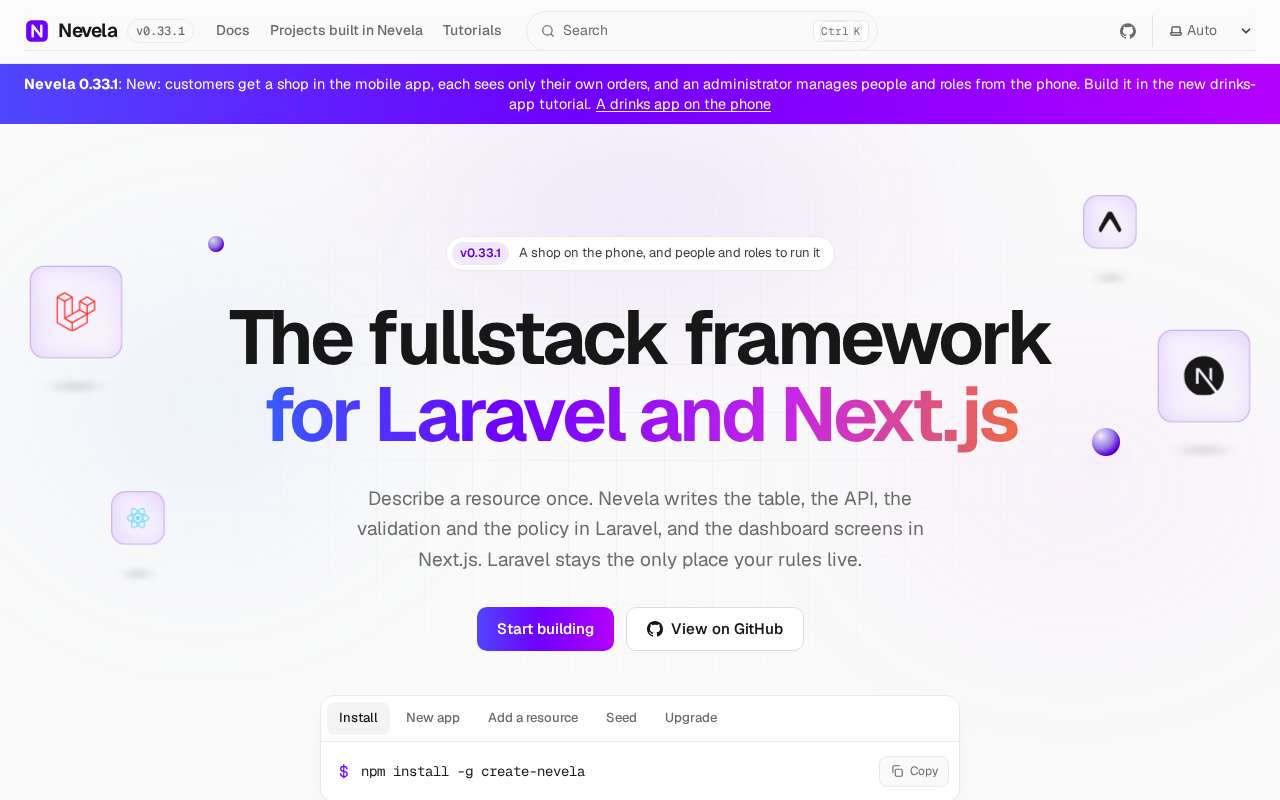 Nevela v0.33.1 Docs Projects built in Nevela Tutorials Search Ctrl K Auto
Nevela 0.33.1: New: customers get a shop in the mobile app, each sees only their own orders, and an administrator manages people and roles from the phone. Build it in the new drinks-
app tutorial. A drinks app on the phone
v0.33.1 A shop on the phone, and people and roles to run it
The fullstack framework
for Laravel and Next.js
Describe a resource once. Nevela writes the table, the API, the
validation and the policy in Laravel, and the dashboard screens in
Next.js. Laravel stays the only place your rules live.
Start building View on GitHub
Install New app Add a resource Seed Upgrade
$ npm install -g create-nevela Copy